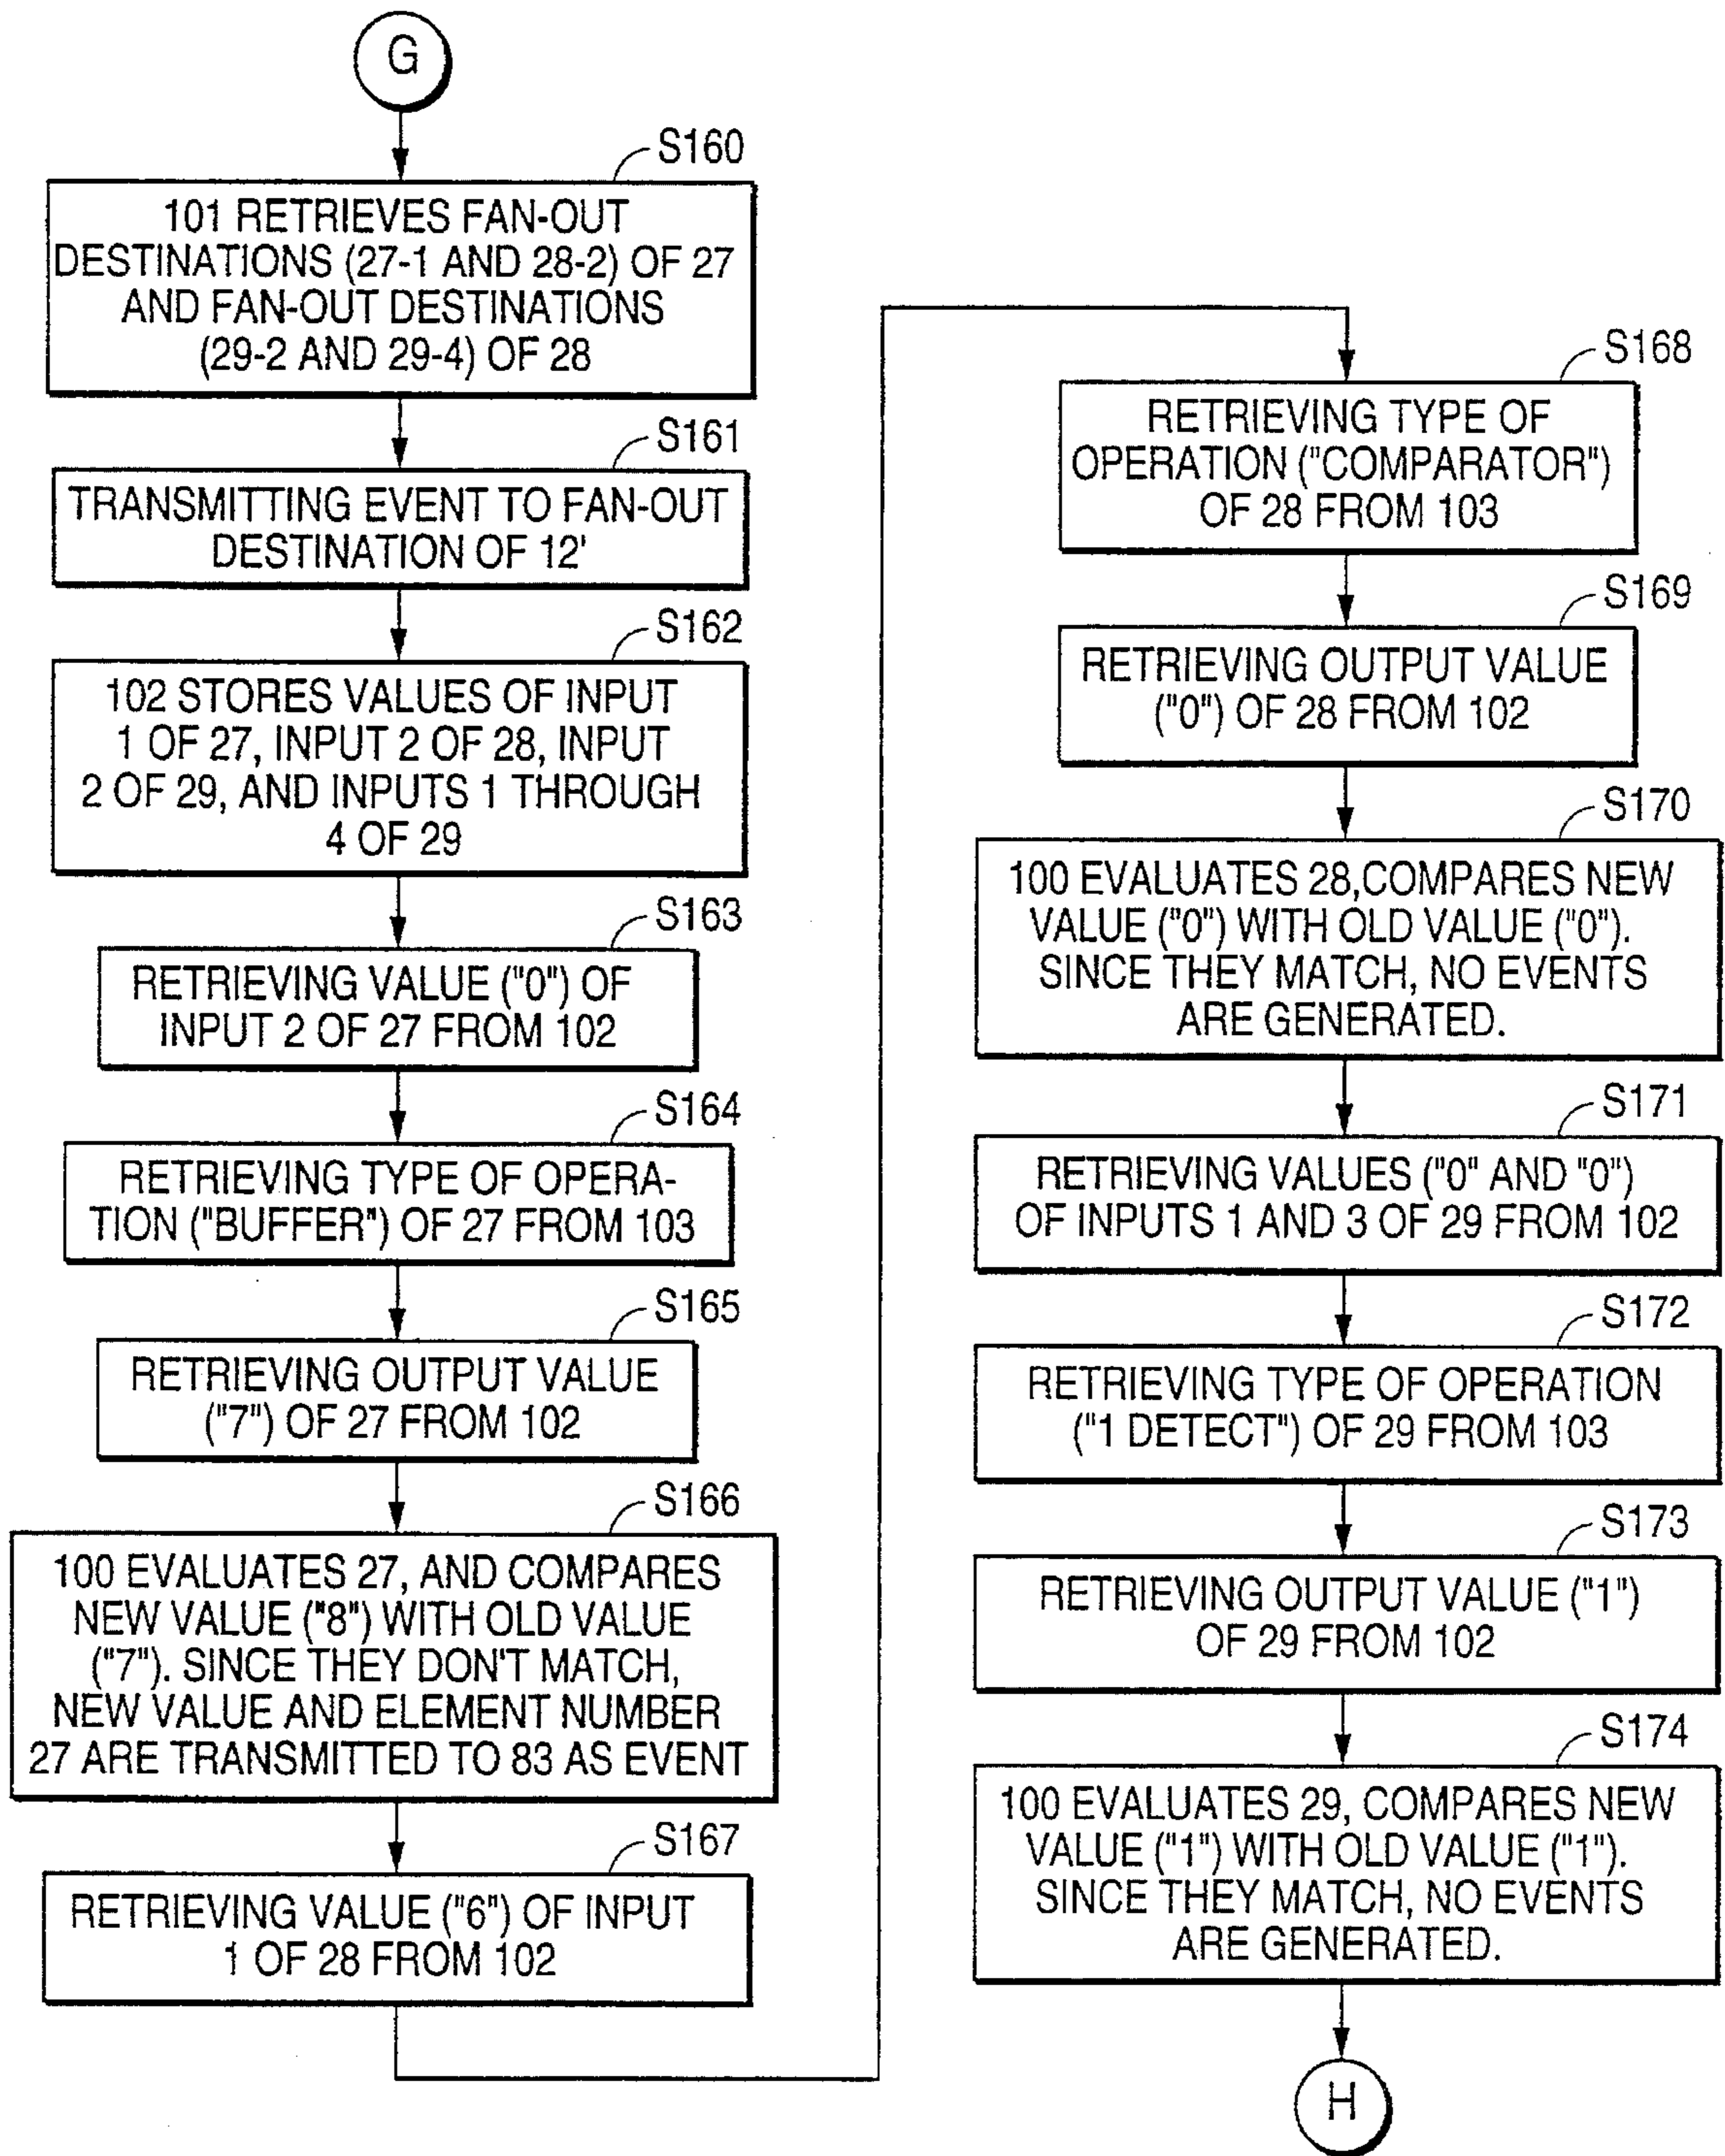 G
S160
101 RETRIEVES FAN-OUT
DESTINATIONS (27-1 AND 28-2) OF 27
AND FAN-OUT DESTINATIONS
(29-2 AND 29-4) OF 28
S161
TRANSMITTING EVENT TO FAN-OUT
DESTINATION OF 12'
S162
102 STORES VALUES OF INPUT
1 OF 27, INPUT 2 OF 28, INPUT
2 OF 29, AND INPUTS 1 THROUGH
4 OF 29
S163
RETRIEVING VALUE ("0") OF
INPUT 2 OF 27 FROM 102
S164
RETRIEVING TYPE OF OPERA-
TION ("BUFFER") OF 27 FROM 103
S165
RETRIEVING OUTPUT VALUE
("7") OF 27 FROM 102
S166
100 EVALUATES 27, AND COMPARES
NEW VALUE ("8") WITH OLD VALUE
("7"). SINCE THEY DON'T MATCH,
NEW VALUE AND ELEMENT NUMBER
27 ARE TRANSMITTED TO 83 AS EVENT
S167
RETRIEVING VALUE ("6") OF INPUT
1 OF 28 FROM 102
S168
RETRIEVING TYPE OF
OPERATION ("COMPARATOR")
OF 28 FROM 103
S169
RETRIEVING OUTPUT VALUE
("0") OF 28 FROM 102
S170
100 EVALUATES 28,COMPARES NEW
VALUE ("0") WITH OLD VALUE ("0").
SINCE THEY MATCH, NO EVENTS
ARE GENERATED.
S171
RETRIEVING VALUES ("0" AND "0")
OF INPUTS 1 AND 3 OF 29 FROM 102
S172
RETRIEVING TYPE OF OPERATION
("1 DETECT") OF 29 FROM 103
S173
RETRIEVING OUTPUT VALUE ("1")
OF 29 FROM 102
S174
100 EVALUATES 29, COMPARES NEW
VALUE ("1") WITH OLD VALUE ("1").
SINCE THEY MATCH, NO EVENTS
ARE GENERATED.
H